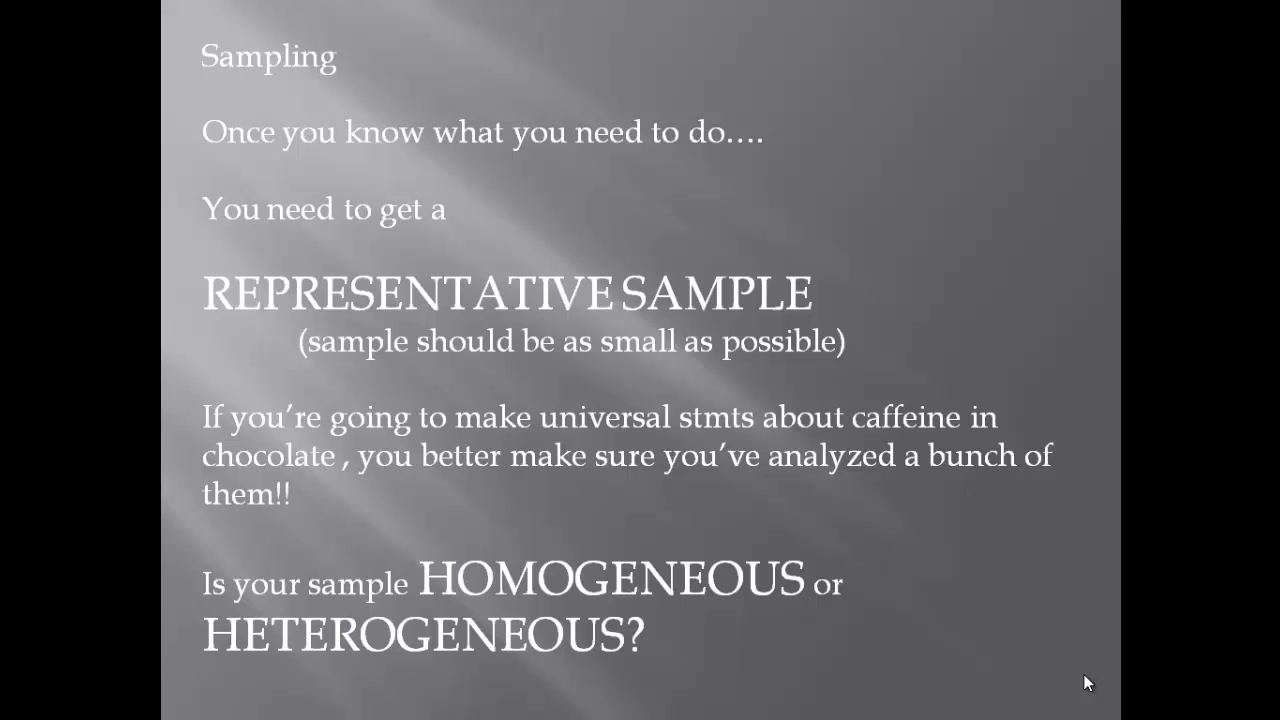 Sampling
Once you know what you need to do....
You need to get a
REPRESENTATIVE SAMPLE
(sample should be as small as possible)
If you’re going to make universal stmts about caffeine in
chocolate , you better make sure you’ve analyzed a bunch of
them!!
Is your sample HOMOGENEOUS or
HETEROGENEOUS?